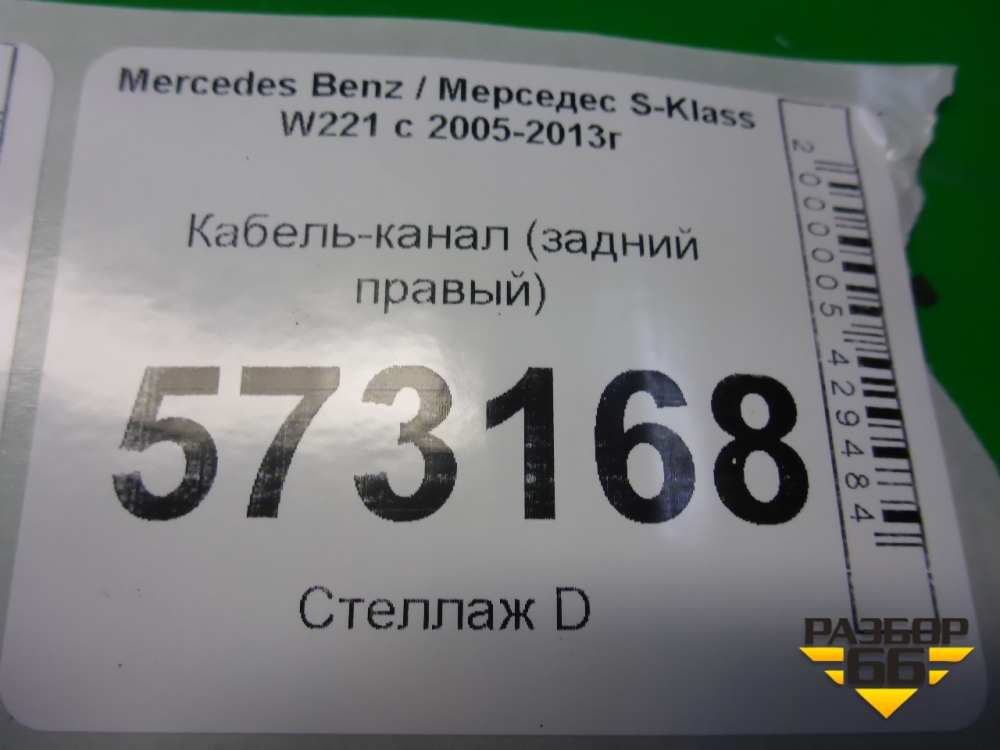 Mercedes Benz / Мерседес S-Klass
W221 с 2005-2013г
Кабель-канал (задний
правый)
573168
Стеллаж D
2000005429484
РАЗБОР
66